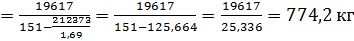 = 19617 / (151 − 212373 / 1,69) = 19617 / (151−125,664) = 19617 / 25,336 = 774,2 кг